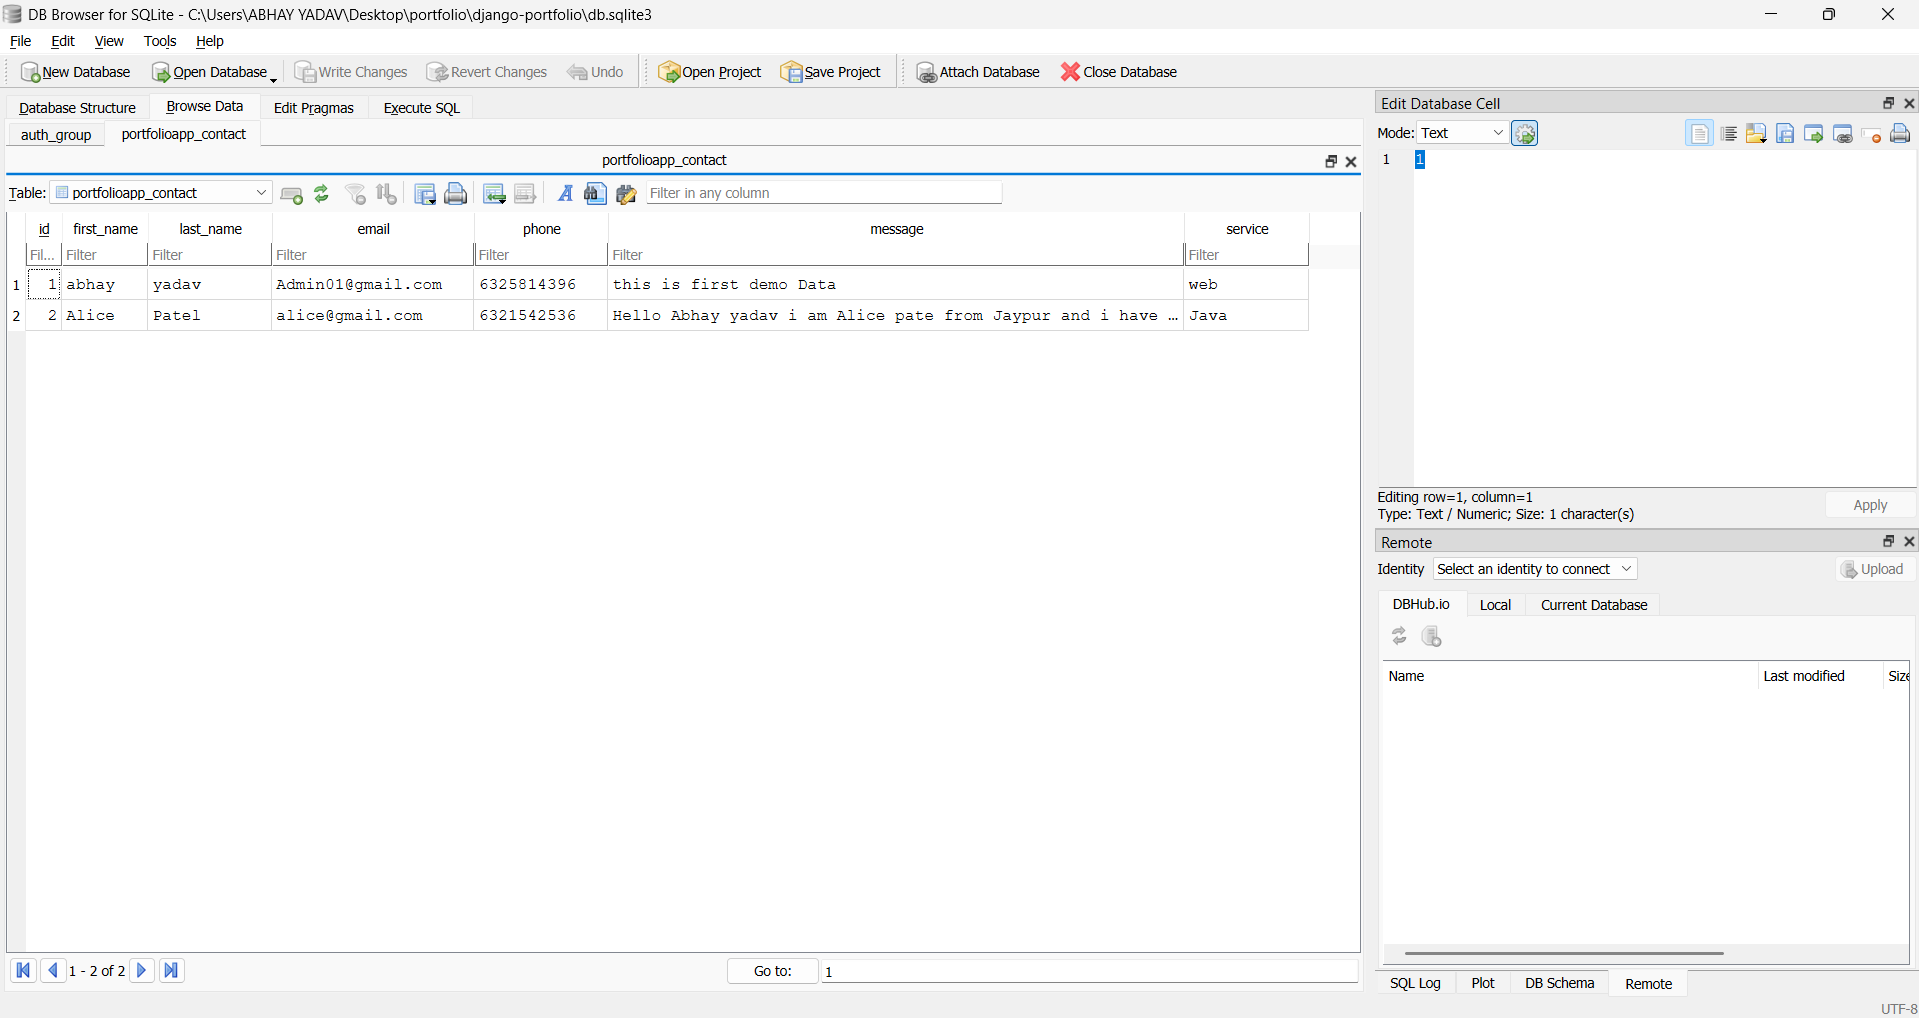 DB Browser for SQLite - C:\Users\ABHAY YADAV\Desktop\portfolio\django-portfolio\db.sqlite3
File Edit View Tools Help
New Database Open Database Write Changes Revert Changes Undo Open Project Save Project Attach Database Close Database
Database Structure Browse Data Edit Pragmas Execute SQL
auth_group portfolioapp_contact
portfolioapp_contact
Table: portfolioapp_contact Filter in any column
id first_name last_name email phone message service
Fil... Filter Filter Filter Filter Filter Filter
1 1 abhay yadav Admin01@gmail.com 6325814396 this is first demo Data web
2 2 Alice Patel alice@gmail.com 6321542536 Hello Abhay yadav i am Alice pate from Jaypur and i have ... Java
1 - 2 of 2 Go to: 1
Edit Database Cell
Mode: Text
1 1
Editing row=1, column=1
Type: Text / Numeric; Size: 1 character(s)
Apply
Remote
Identity Select an identity to connect Upload
DBHub.io Local Current Database
Name Last modified Size
SQL Log Plot DB Schema Remote
UTF-8